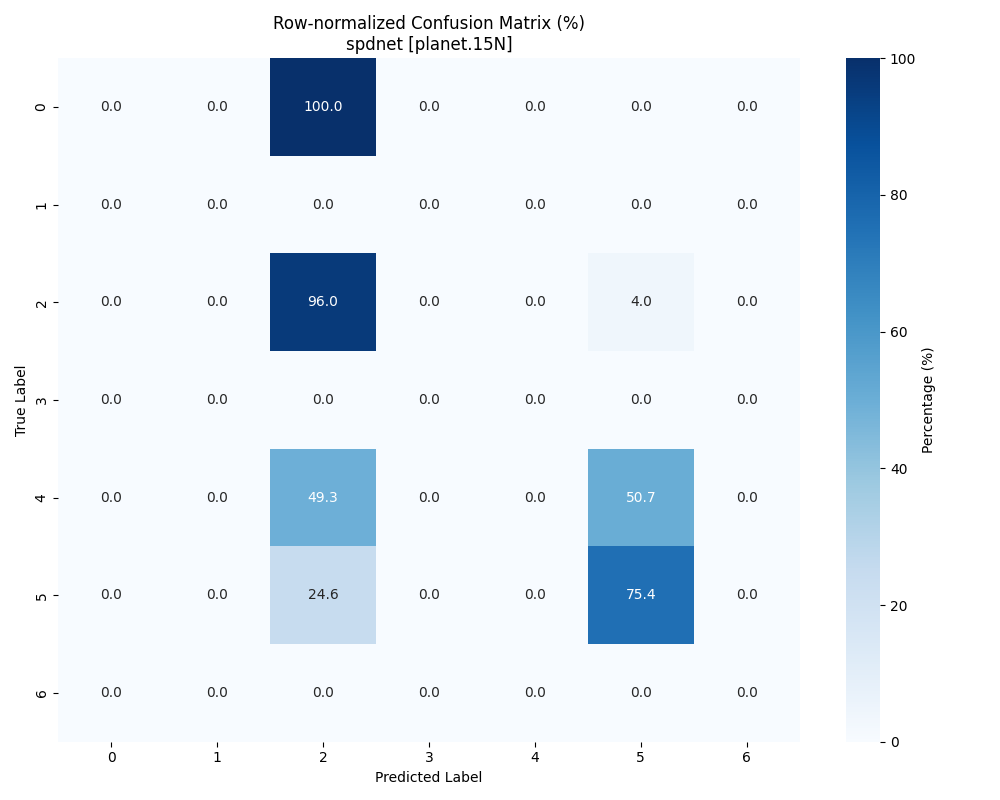 Row-normalized Confusion Matrix (%)
spdnet [planet.15N]
0 0.0 0.0 100.0 0.0 0.0 0.0 0.0
1 0.0 0.0 0.0 0.0 0.0 0.0 0.0
2 0.0 0.0 96.0 0.0 0.0 4.0 0.0
3 0.0 0.0 0.0 0.0 0.0 0.0 0.0
4 0.0 0.0 49.3 0.0 0.0 50.7 0.0
5 0.0 0.0 24.6 0.0 0.0 75.4 0.0
6 0.0 0.0 0.0 0.0 0.0 0.0 0.0
0 1 2 3 4 5 6
True Label
Predicted Label
100
80
60
40
20
0
Percentage (%)